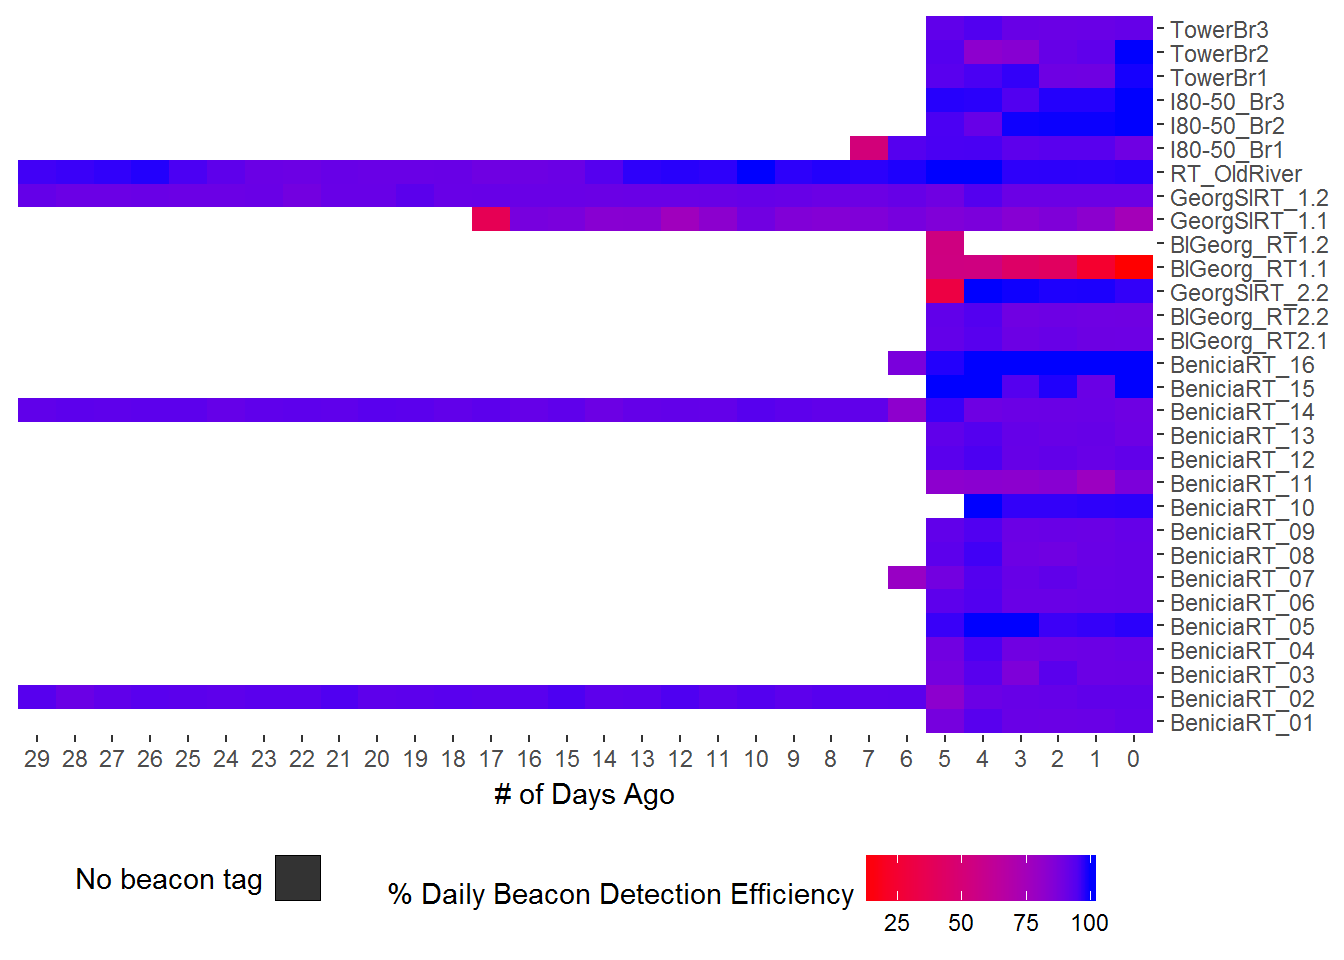 TowerBr3
TowerBr2
TowerBr1
I80-50_Br3
I80-50_Br2
I80-50_Br1
RT_OldRiver
GeorgSlRT_1.2
GeorgSlRT_1.1
BlGeorg_RT1.2
BlGeorg_RT1.1
GeorgSlRT_2.2
BlGeorg_RT2.2
BlGeorg_RT2.1
BeniciaRT_16
BeniciaRT_15
BeniciaRT_14
BeniciaRT_13
BeniciaRT_12
BeniciaRT_11
BeniciaRT_10
BeniciaRT_09
BeniciaRT_08
BeniciaRT_07
BeniciaRT_06
BeniciaRT_05
BeniciaRT_04
BeniciaRT_03
BeniciaRT_02
BeniciaRT_01
29 28 27 26 25 24 23 22 21 20 19 18 17 16 15 14 13 12 11 10 9 8 7 6 5 4 3 2 1 0
# of Days Ago
No beacon tag
% Daily Beacon Detection Efficiency
25 50 75 100